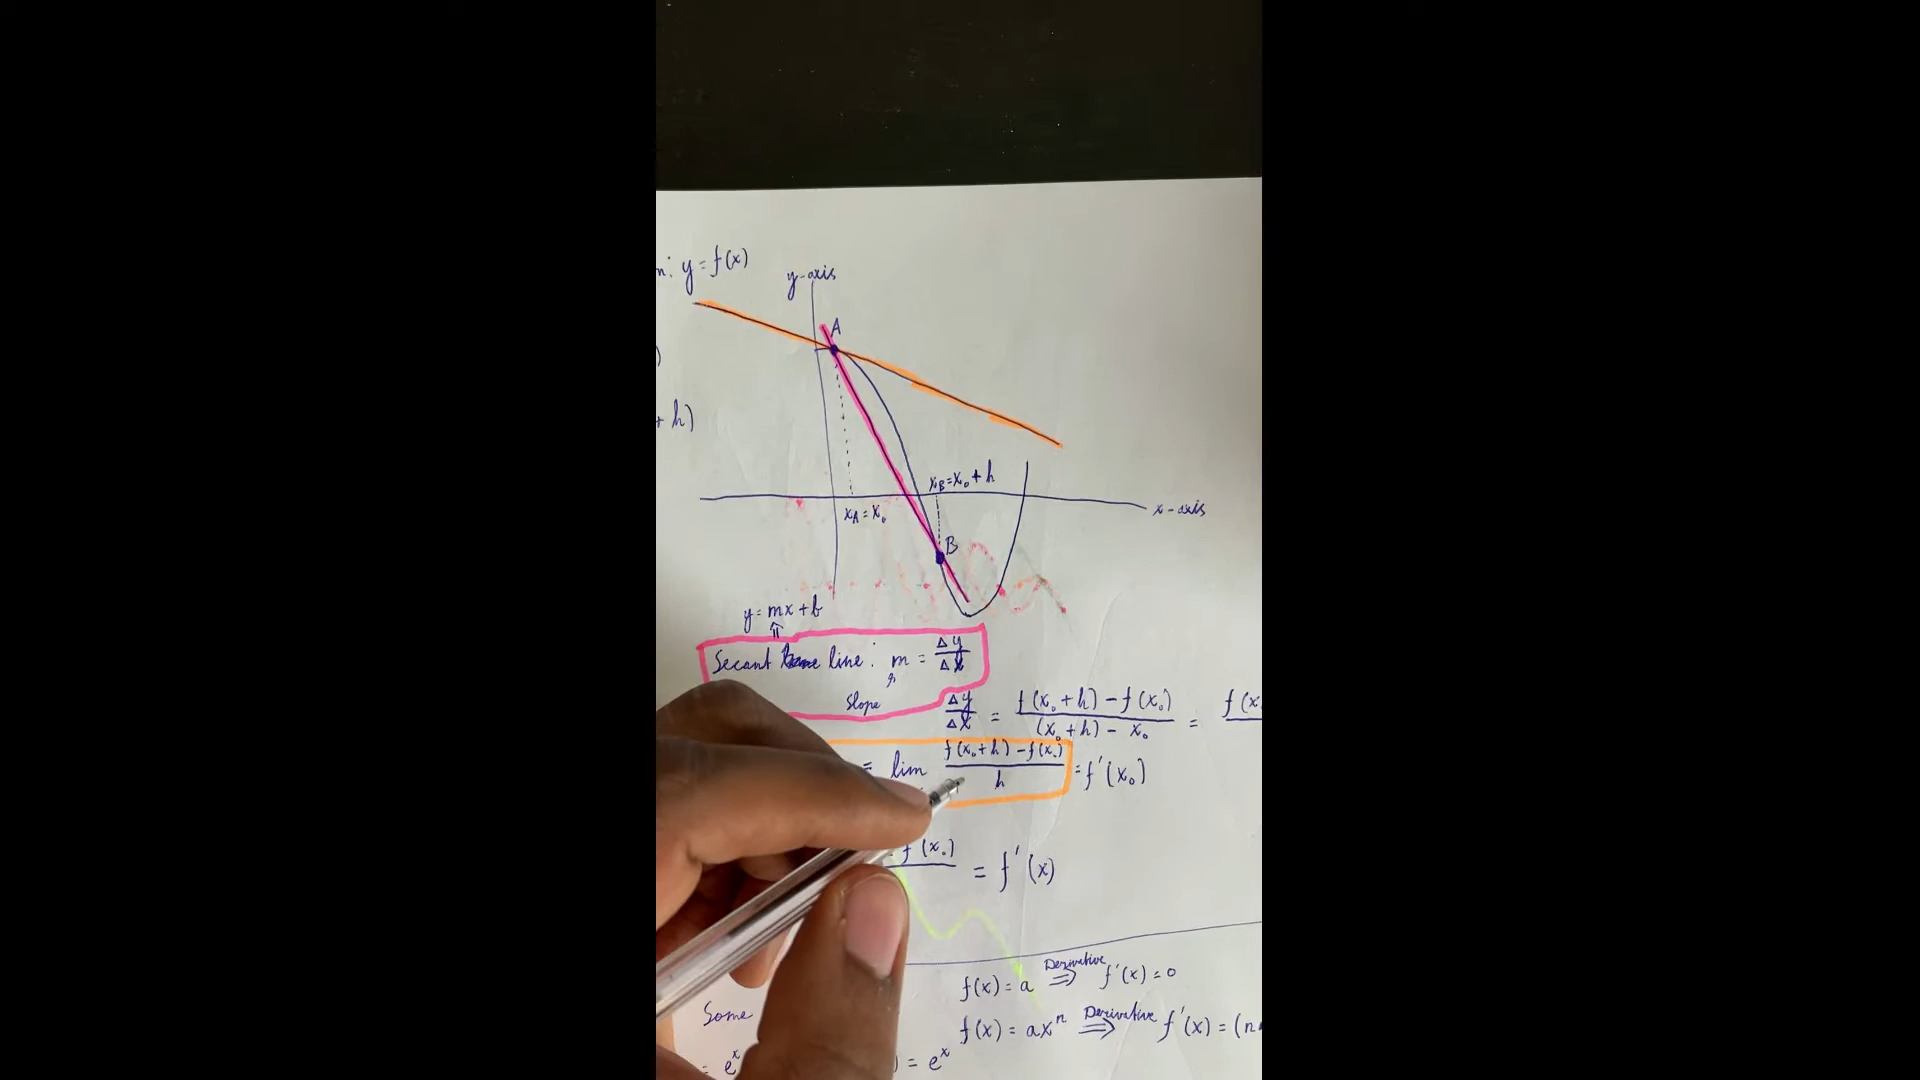 n: y = f(x)
y-axis
A
)
+ h)
x_B = x₀ + h
x_A = x₀
x-axis
B
y = mx + b
Secant line : m = Δy/Δx
slope
Δy/Δx = (f(x₀ + h) - f(x₀))/((x₀ + h) - x₀) = f(x₀
= lim (f(x₀ + h) - f(x₀))/h = f'(x₀)
f(x₀) = f'(x)
f(x) = a ⇒ Derivative f'(x) = 0
Some
f(x) = axⁿ ⇒ Derivative f'(x) = (n
= eˣ ) = eˣ